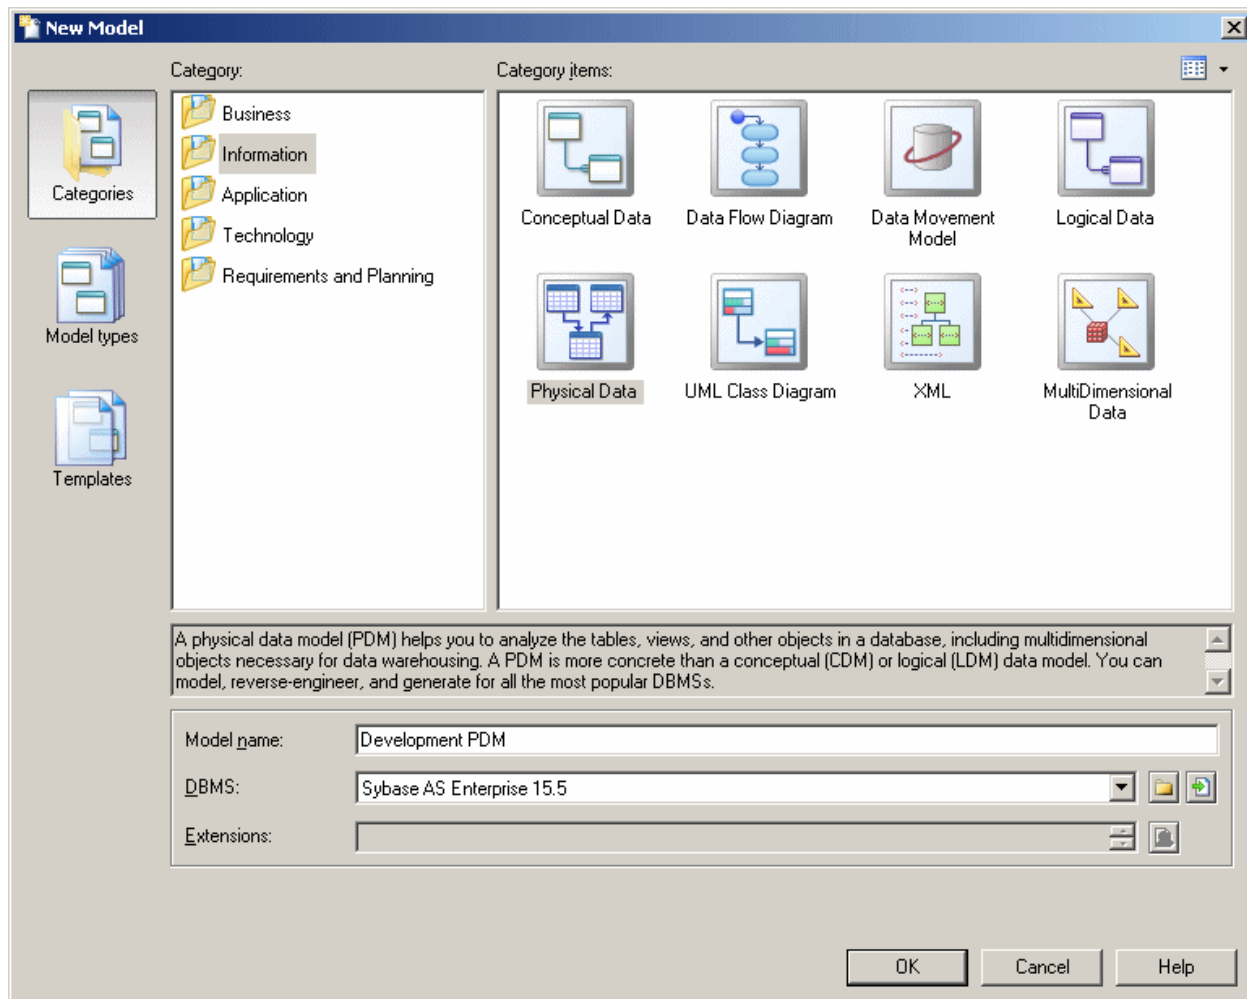 New Model
Category:
Category items:
Categories
Model types
Templates
Business
Information
Application
Technology
Requirements and Planning
Conceptual Data
Data Flow Diagram
Data Movement
Model
Logical Data
Physical Data
UML Class Diagram
XML
MultiDimensional
Data
A physical data model (PDM) helps you to analyze the tables, views, and other objects in a database, including multidimensional
objects necessary for data warehousing. A PDM is more concrete than a conceptual (CDM) or logical (LDM) data model. You can
model, reverse-engineer, and generate for all the most popular DBMSs.
Model name: Development PDM
DBMS: Sybase AS Enterprise 15.5
Extensions:
OK Cancel Help